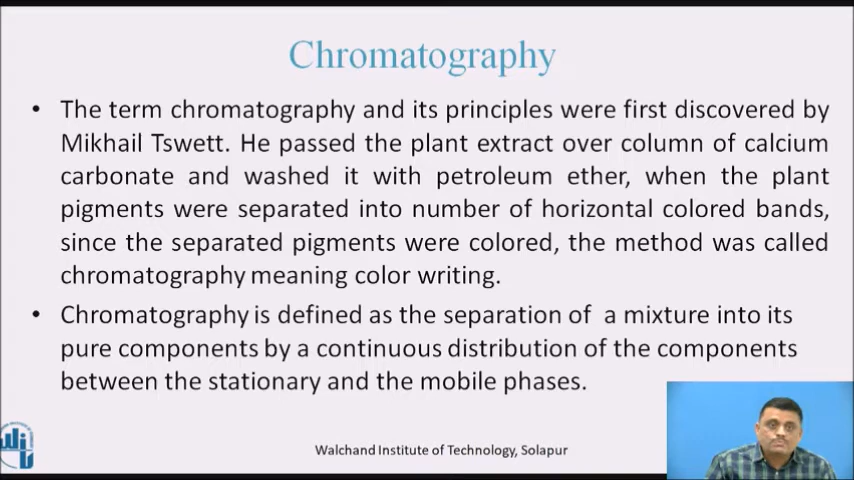 Chromatography
• The term chromatography and its principles were first discovered by
Mikhail Tswett. He passed the plant extract over column of calcium
carbonate and washed it with petroleum ether, when the plant
pigments were separated into number of horizontal colored bands,
since the separated pigments were colored, the method was called
chromatography meaning color writing.
• Chromatography is defined as the separation of a mixture into its
pure components by a continuous distribution of the components
between the stationary and the mobile phases.
Walchand Institute of Technology, Solapur